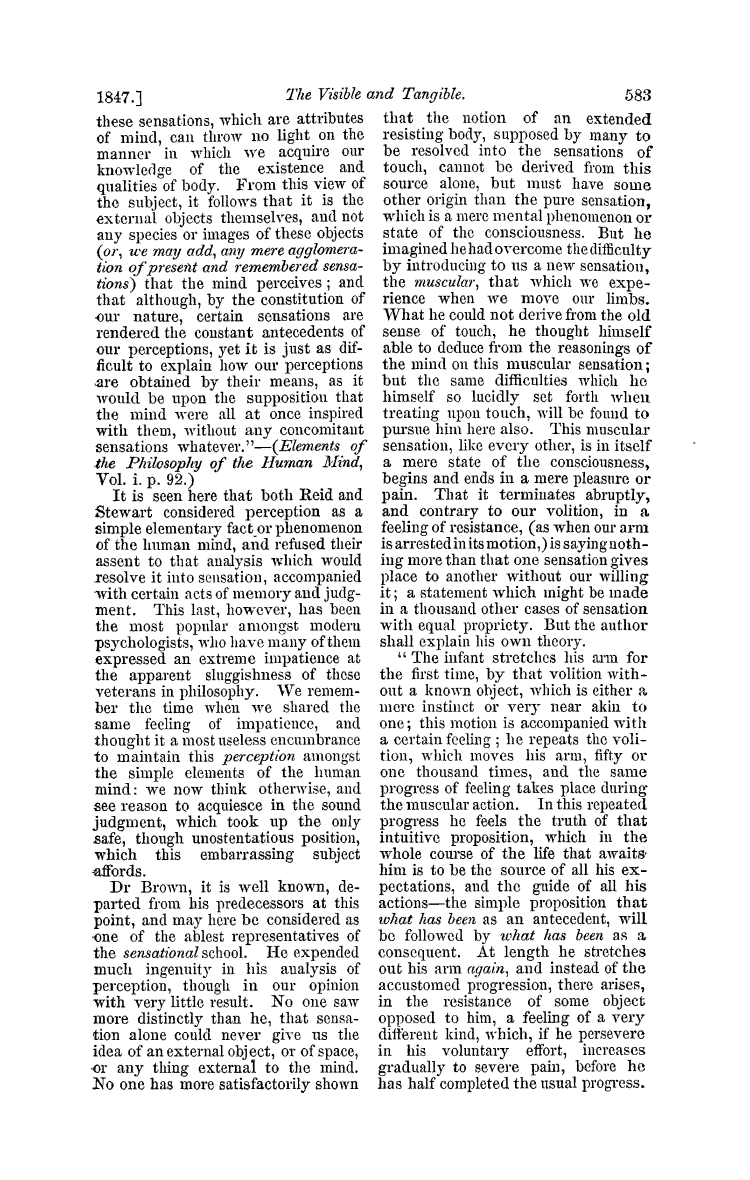 1847.] The Visible and Tangible. 583
these sensations, which are attributes
of mind, can throw no light on the
manner in which we acquire our
knowledge of the existence and
qualities of body. From this view of
the subject, it follows that it is the
external objects themselves, and not
any species or images of these objects
(or, we may add, any mere agglomera-
tion of present and remembered sensa-
tions) that the mind perceives; and
that although, by the constitution of
our nature, certain sensations are
rendered the constant antecedents of
our perceptions, yet it is just as dif-
ficult to explain how our perceptions
are obtained by their means, as it
would be upon the supposition that
the mind were all at once inspired
with them, without any concomitant
sensations whatever."—(Elements of
the Philosophy of the Human Mind,
Vol. i. p. 92.)
It is seen here that both Reid and
Stewart considered perception as a
simple elementary fact or phenomenon
of the human mind, and refused their
assent to that analysis which would
resolve it into sensation, accompanied
with certain acts of memory and judg-
ment. This last, however, has been
the most popular amongst modern
psychologists, who have many of them
expressed an extreme impatience at
the apparent sluggishness of these
veterans in philosophy. We remem-
ber the time when we shared the
same feeling of impatience, and
thought it a most useless encumbrance
to maintain this perception amongst
the simple elements of the human
mind: we now think otherwise, and
see reason to acquiesce in the sound
judgment, which took up the only
safe, though unostentatious position,
which this embarrassing subject
affords.
Dr Brown, it is well known, de-
parted from his predecessors at this
point, and may here be considered as
one of the ablest representatives of
the sensational school. He expended
much ingenuity in his analysis of
perception, though in our opinion
with very little result. No one saw
more distinctly than he, that sensa-
tion alone could never give us the
idea of an external object, or of space,
or any thing external to the mind.
No one has more satisfactorily shown
that the notion of an extended
resisting body, supposed by many to
be resolved into the sensations of
touch, cannot be derived from this
source alone, but must have some
other origin than the pure sensation,
which is a mere mental phenomenon or
state of the consciousness. But he
imagined he had overcome the difficulty
by introducing to us a new sensation,
the muscular, that which we expe-
rience when we move our limbs.
What he could not derive from the old
sense of touch, he thought himself
able to deduce from the reasonings of
the mind on this muscular sensation;
but the same difficulties which he
himself so lucidly set forth when
treating upon touch, will be found to
pursue him here also. This muscular
sensation, like every other, is in itself
a mere state of the consciousness,
begins and ends in a mere pleasure or
pain. That it terminates abruptly,
and contrary to our volition, in a
feeling of resistance, (as when our arm
is arrested in its motion,) is saying noth-
ing more than that one sensation gives
place to another without our willing
it; a statement which might be made
in a thousand other cases of sensation
with equal propriety. But the author
shall explain his own theory.
"The infant stretches his arm for
the first time, by that volition with-
out a known object, which is either a
mere instinct or very near akin to
one; this motion is accompanied with
a certain feeling; he repeats the voli-
tion, which moves his arm, fifty or
one thousand times, and the same
progress of feeling takes place during
the muscular action. In this repeated
progress he feels the truth of that
intuitive proposition, which in the
whole course of the life that awaits
him is to be the source of all his ex-
pectations, and the guide of all his
actions—the simple proposition that
what has been as an antecedent, will
be followed by what has been as a
consequent. At length he stretches
out his arm again, and instead of the
accustomed progression, there arises,
in the resistance of some object
opposed to him, a feeling of a very
different kind, which, if he persevere
in his voluntary effort, increases
gradually to severe pain, before he
has half completed the usual progress.